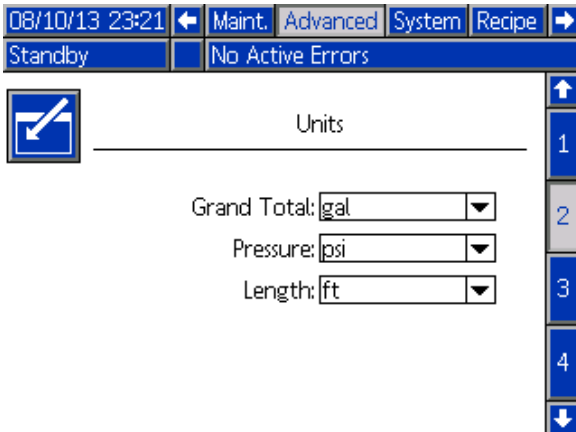 08/10/13 23:21 Maint. Advanced System Recipe
Standby No Active Errors
Units
1
Grand Total: gal
2
Pressure: psi
Length: ft
3
4